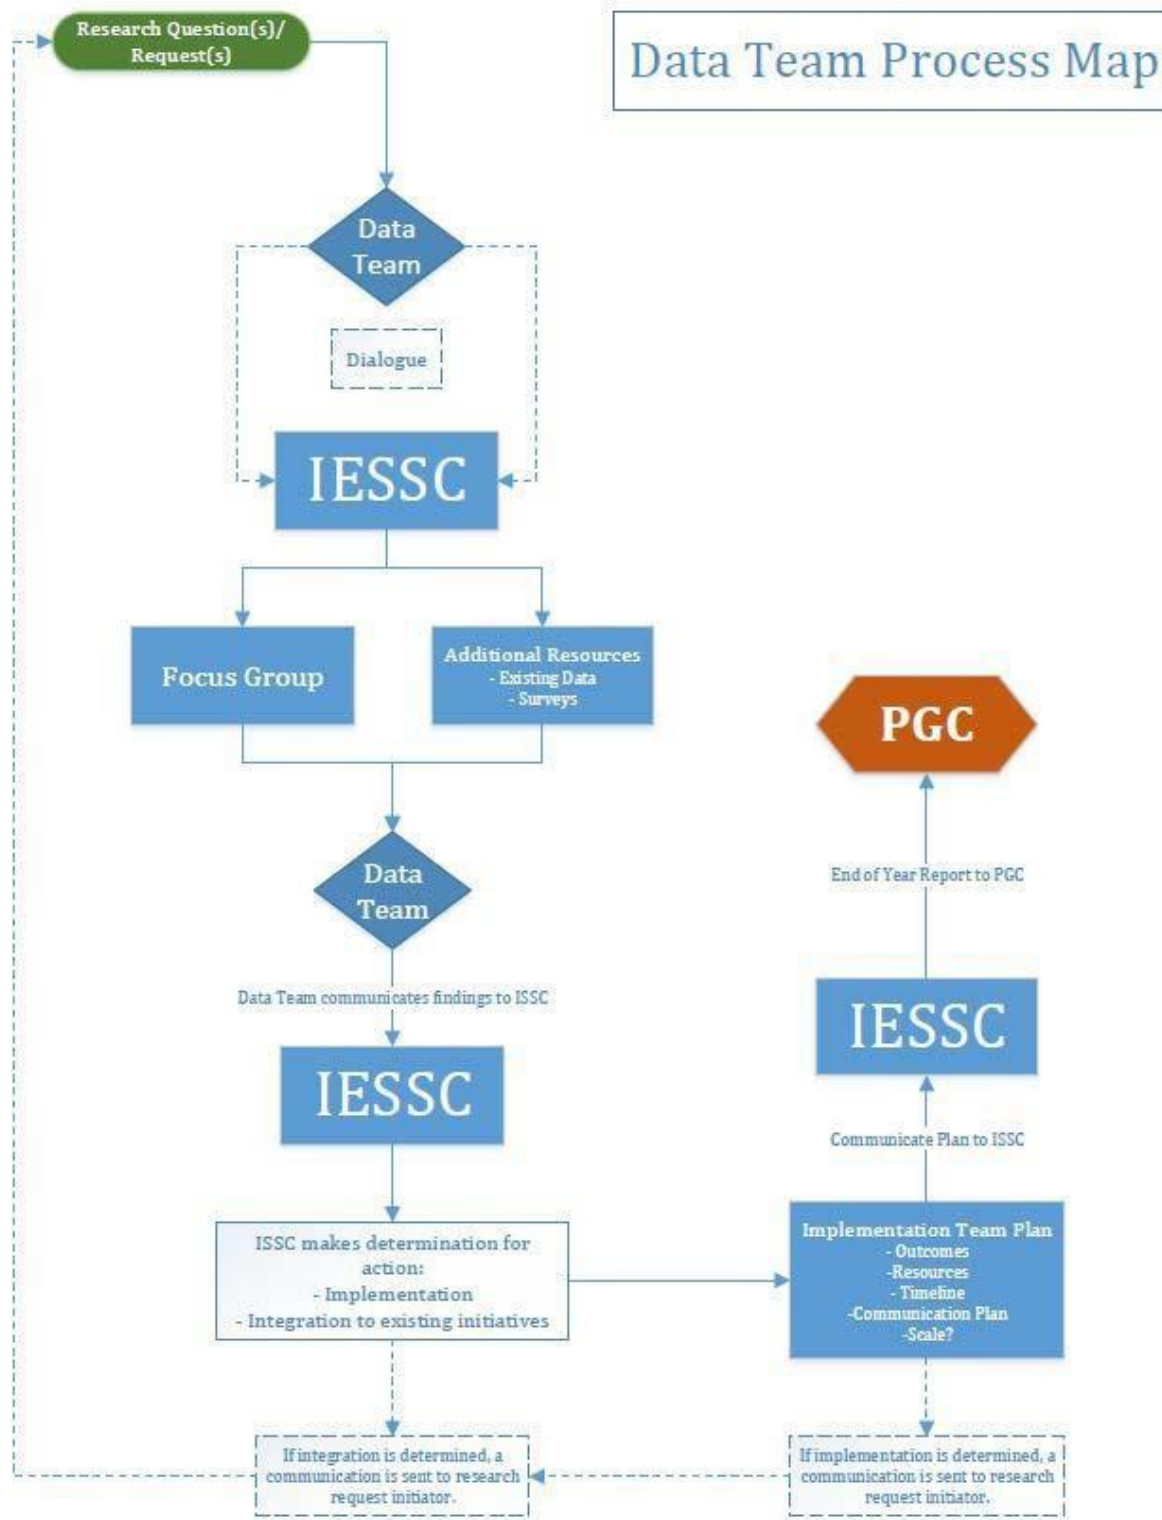 Research Question(s)/
Request(s)
Data Team Process Map
Data
Team
Dialogue
IESSC
Focus Group
Additional Resources
- Existing Data
- Surveys
PGC
Data
Team
End of Year Report to PGC
Data Team communicates findings to ISSC
IESSC
IESSC
Communicate Plan to ISSC
ISSC makes determination for
action:
- Implementation
- Integration to existing initiatives
Implementation Team Plan
- Outcomes
-Resources
- Timeline
-Communication Plan
-Scale?
If integration is determined, a
communication is sent to research
request initiator.
If implementation is determined, a
communication is sent to research
request initiator.